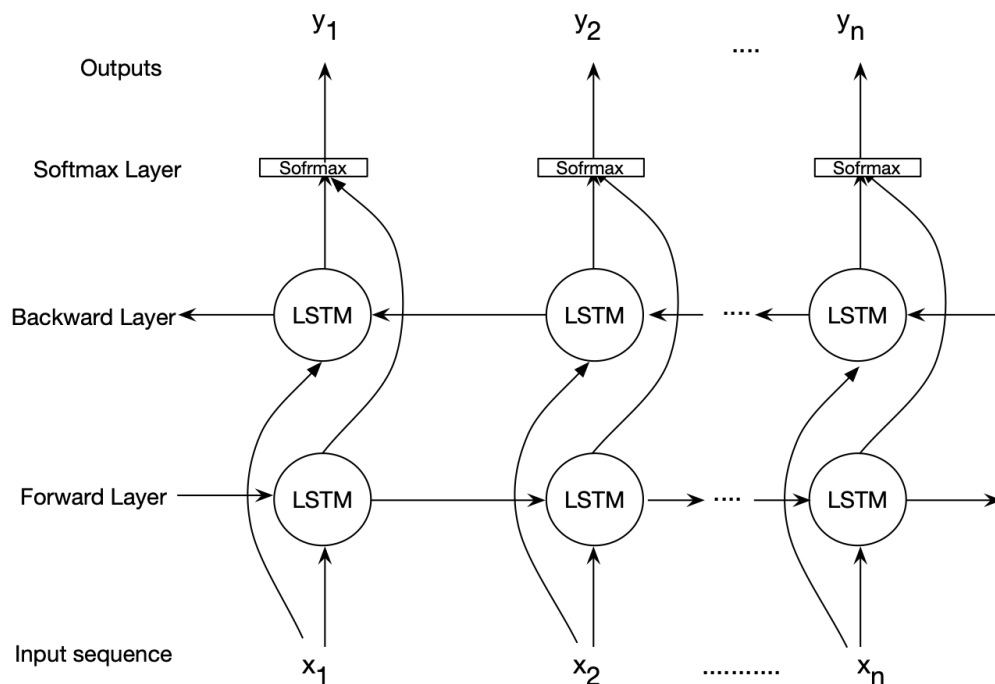 y1 y2 .... yn
Outputs
Softmax Layer Sofrmax Sofrmax Sofrmax
Backward Layer LSTM LSTM .... LSTM
Forward Layer LSTM LSTM .... LSTM
Input sequence x1 x2 ........... xn